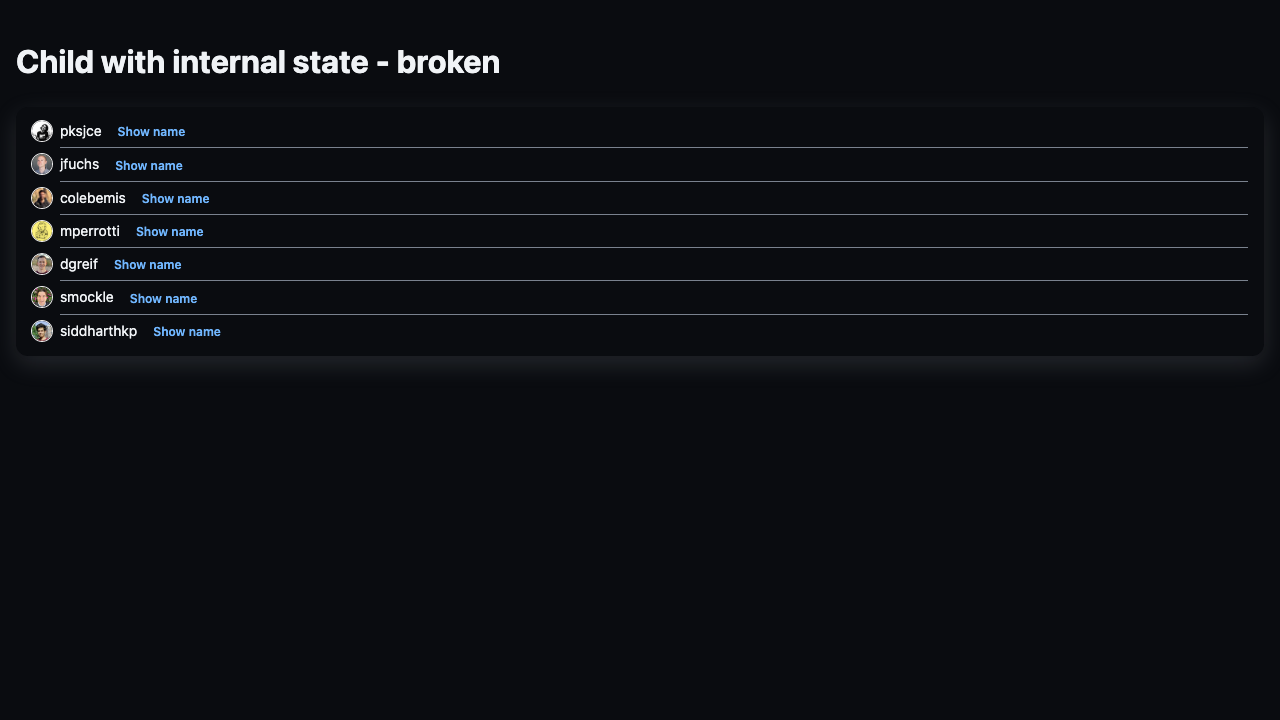 Child with internal state - broken
pksjce Show name
jfuchs Show name
colebemis Show name
mperrotti Show name
dgreif Show name
smockle Show name
siddharthkp Show name